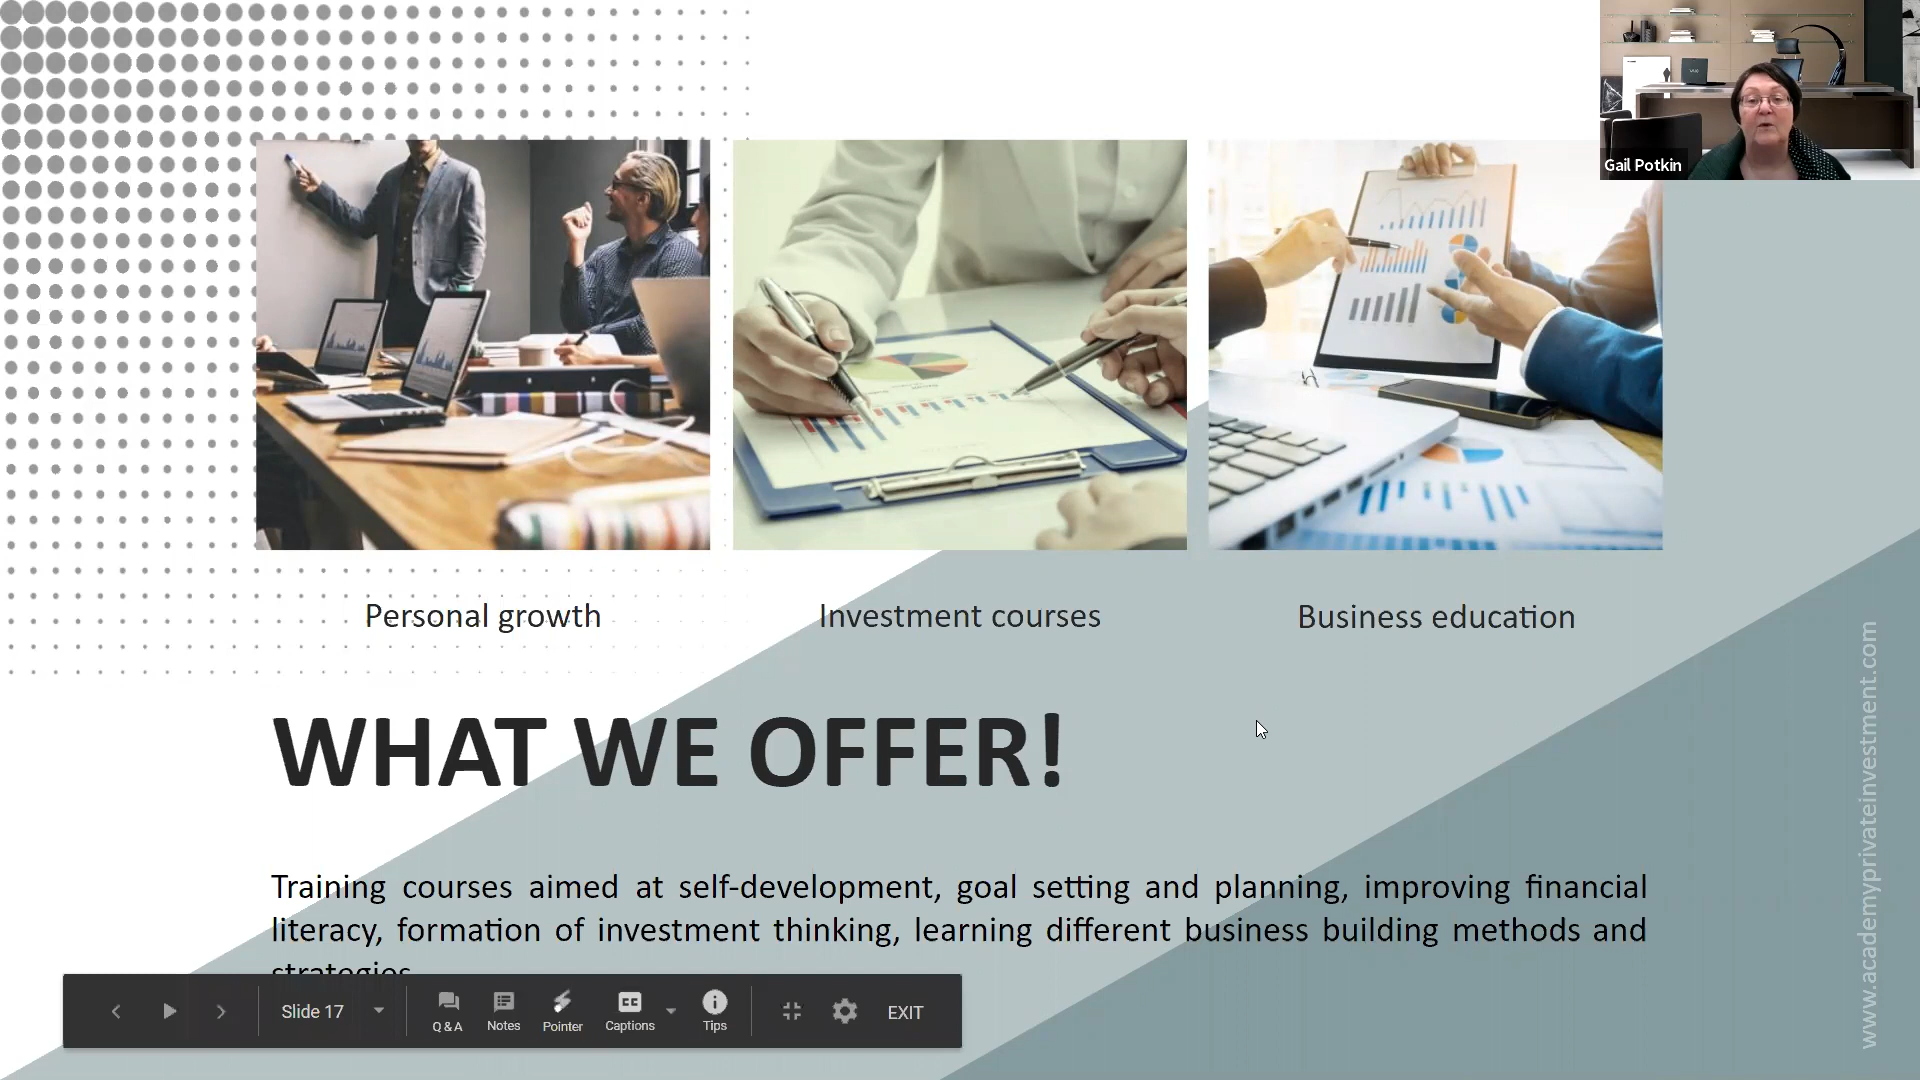 Gail Potkin
Personal growth
Investment courses
Business education
WHAT WE OFFER!
Training courses aimed at self-development, goal setting and planning, improving financial
literacy, formation of investment thinking, learning different business building methods and
strategies
www.academyprivateinvestment.com
Slide 17
Q & A
Notes
CC
Pointer
Captions
Tips
EXIT